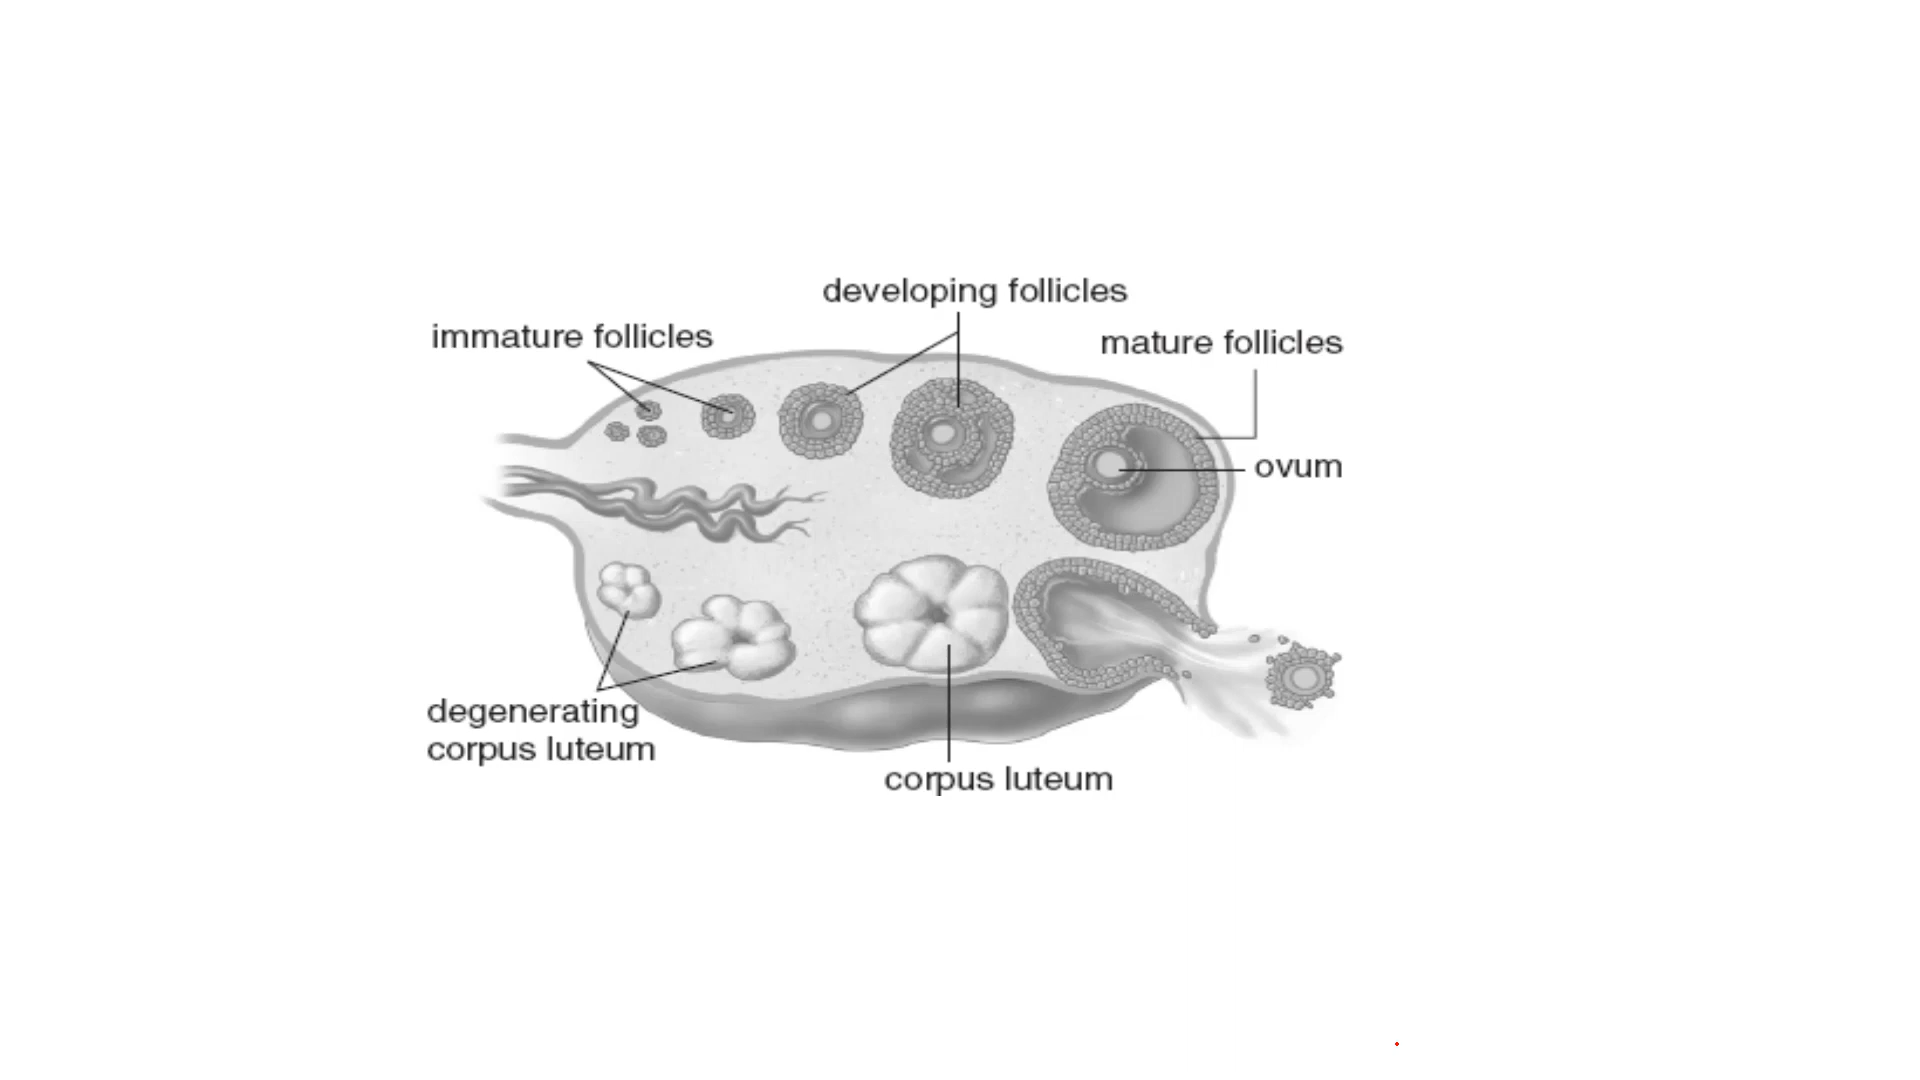 developing follicles
immature follicles
mature follicles
ovum
degenerating
corpus luteum
corpus luteum